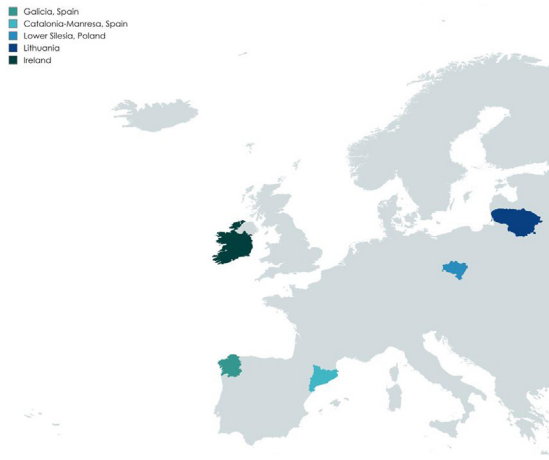 Galicia, Spain
Catalonia-Manresa, Spain
Lower Silesia, Poland
Lithuania
Ireland